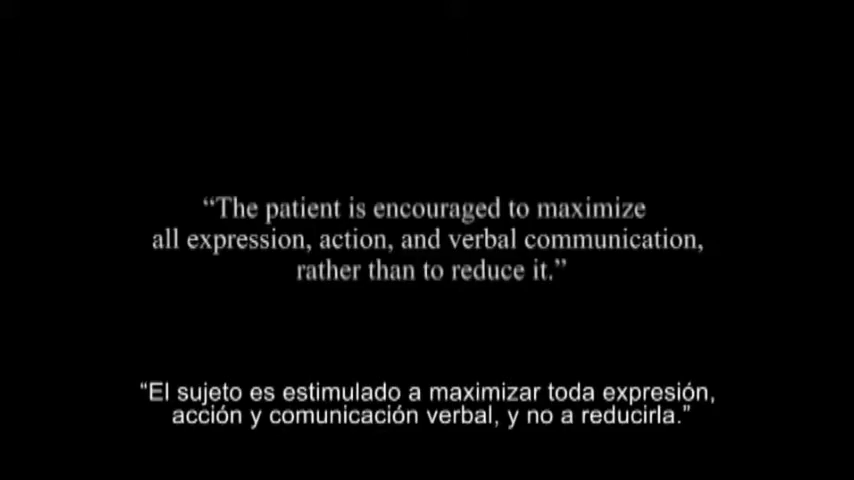 “The patient is encouraged to maximize
all expression, action, and verbal communication,
rather than to reduce it.”
“El sujeto es estimulado a maximizar toda expresión,
acción y comunicación verbal, y no a reducirla.”